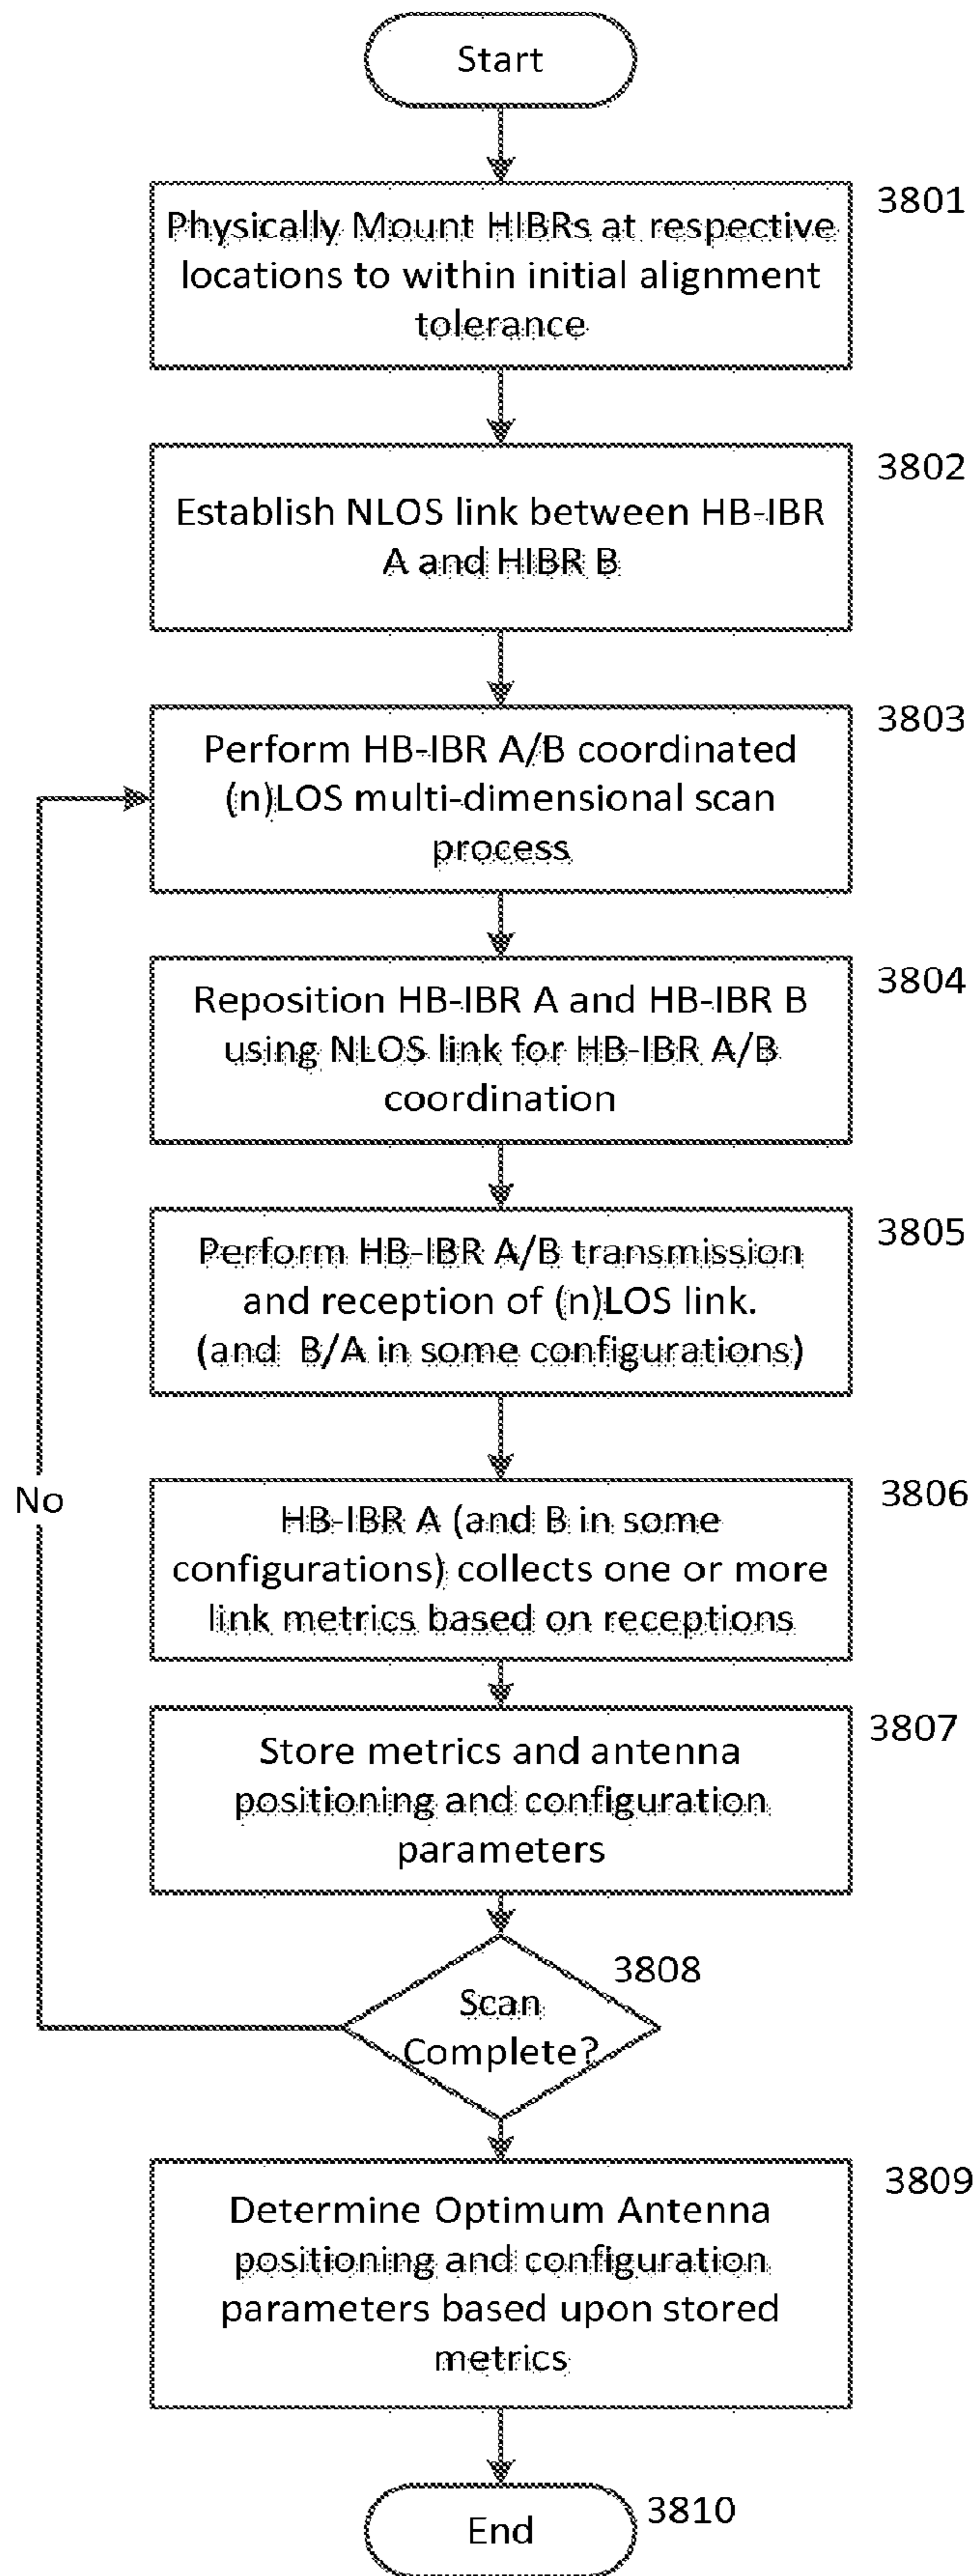 Start
3801
Physically Mount HIBRs at respective
locations to within initial alignment
tolerance
3802
Establish NLOS link between HB-IBR
A and HIBR B
3803
Perform HB-IBR A/B coordinated
(n)LOS multi-dimensional scan
process
3804
Reposition HB-IBR A and HB-IBR B
using NLOS link for HB-IBR A/B
coordination
3805
Perform HB-IBR A/B transmission
and reception of (n)LOS link.
(and B/A in some configurations)
No
3806
HB-IBR A (and B in some
configurations) collects one or more
link metrics based on receptions
3807
Store metrics and antenna
positioning and configuration
parameters
3808
Scan
Complete?
3809
Determine Optimum Antenna
positioning and configuration
parameters based upon stored
metrics
3810
End